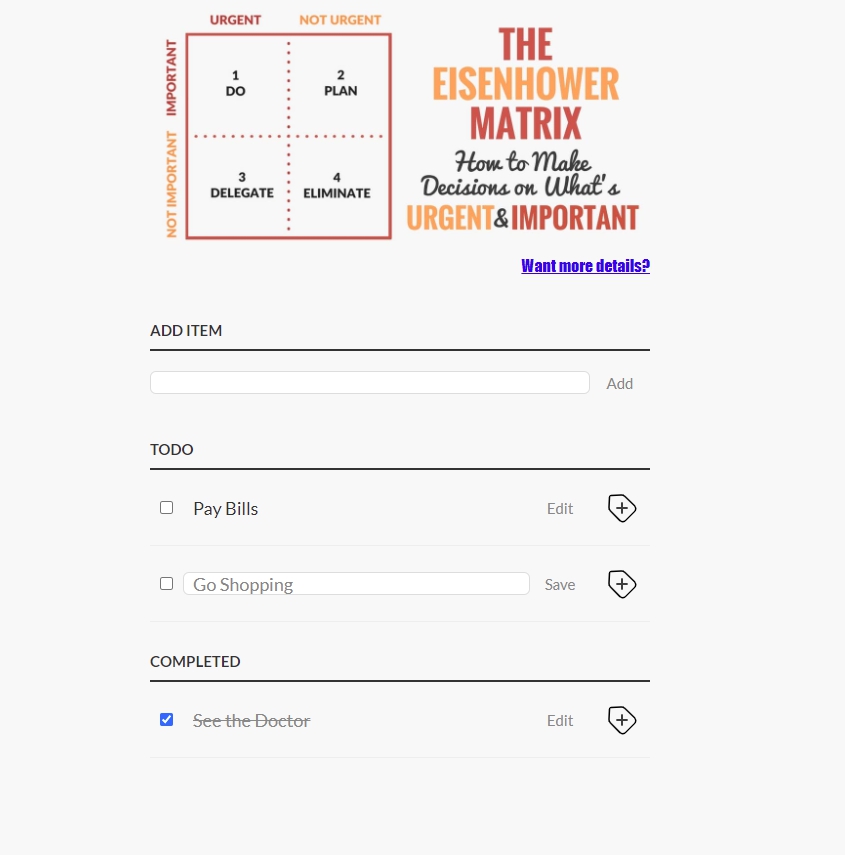 URGENT NOT URGENT
IMPORTANT
NOT IMPORTANT
1
DO
2
PLAN
3
DELEGATE
4
ELIMINATE
THE
EISENHOWER
MATRIX
How to Make
Decisions on What's
URGENT&IMPORTANT
Want more details?
ADD ITEM
Add
TODO
Pay Bills Edit
Go Shopping Save
COMPLETED
See the Doctor Edit